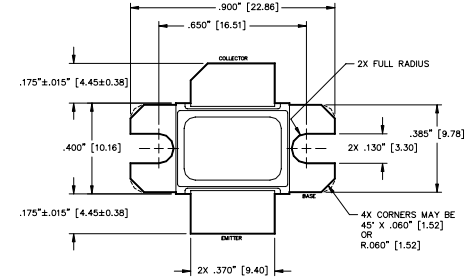 .900" [22.86]
.650" [16.51]
COLLECTOR
2X FULL RADIUS
.175"±.015" [4.45±0.38]
.385" [9.78]
.400" [10.16]
2X .130" [3.30]
BASE
.175"±.015" [4.45±0.38]
4X CORNERS MAY BE
45° X .060" [1.52]
OR
R.060" [1.52]
EMITTER
2X .370" [9.40]